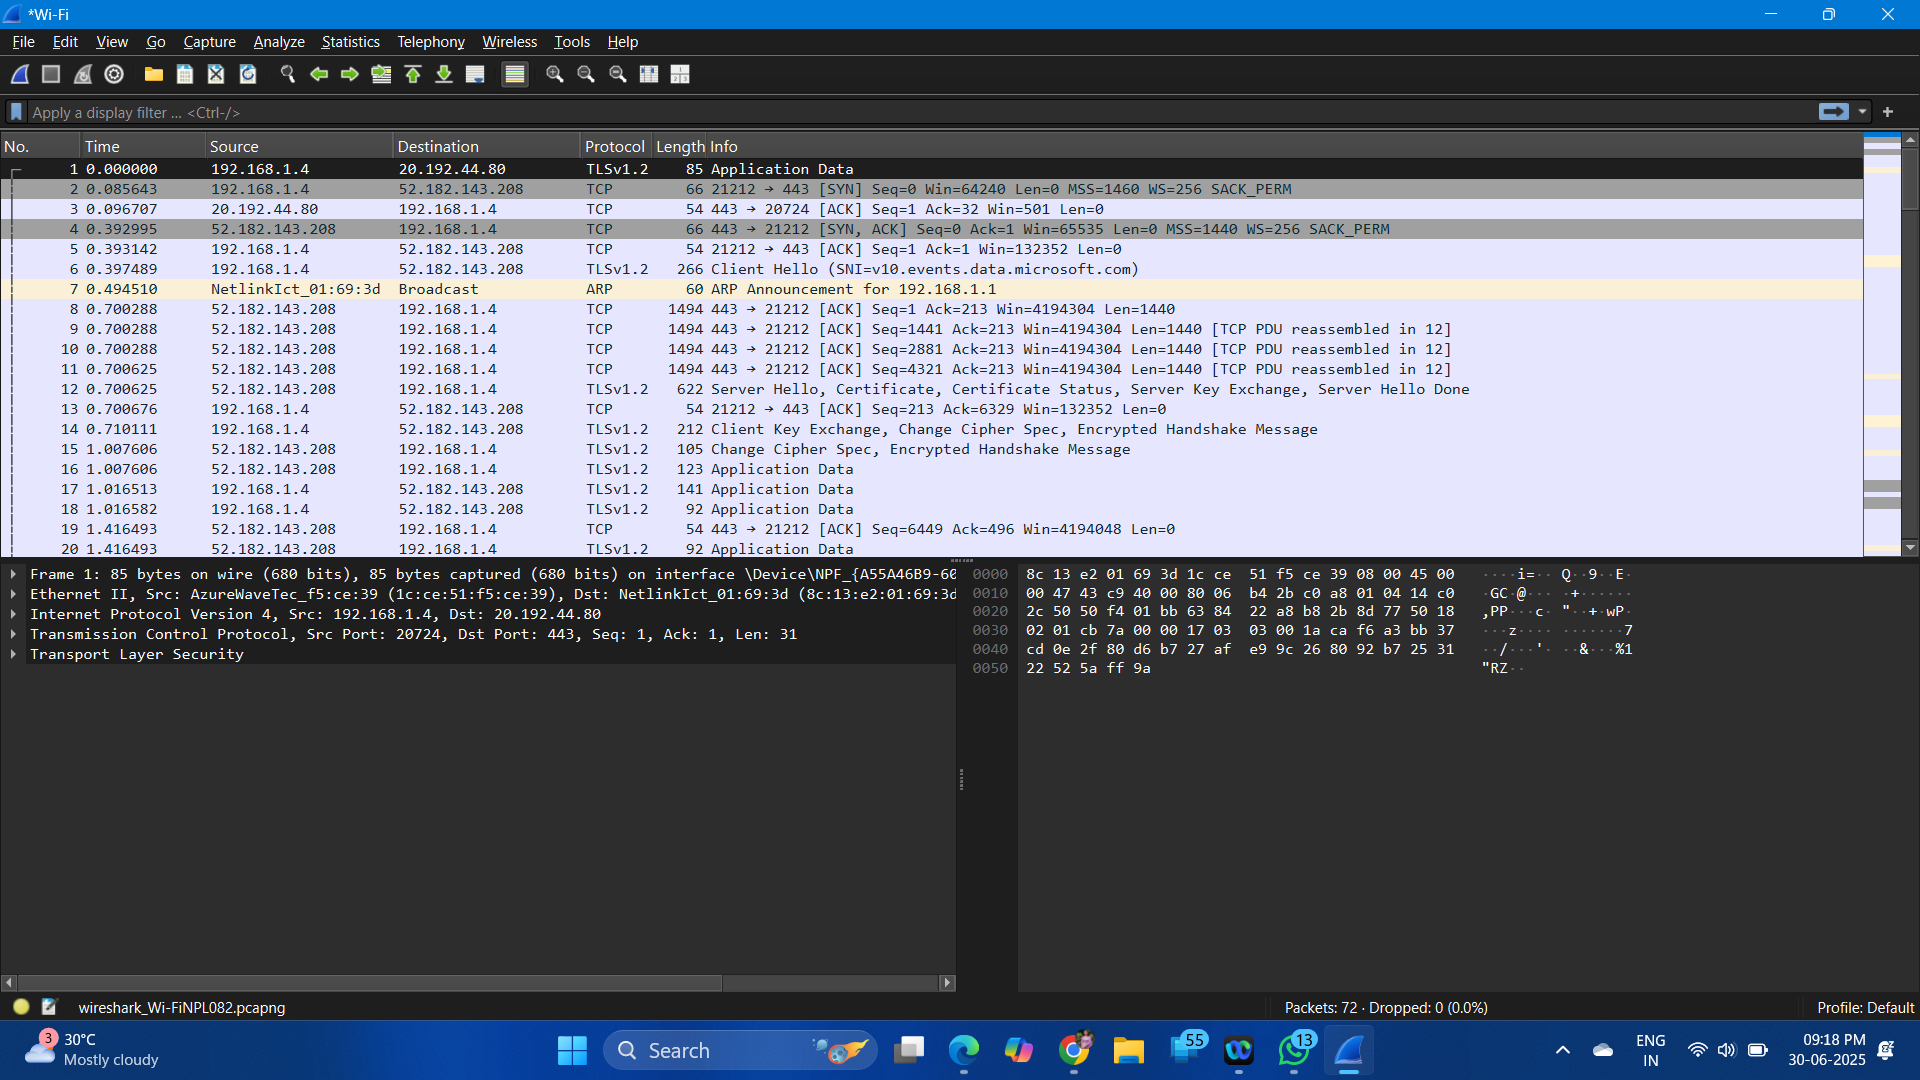 *Wi-Fi
File Edit View Go Capture Analyze Statistics Telephony Wireless Tools Help
Apply a display filter ... <Ctrl-/>
No. Time Source Destination Protocol Length Info
1 0.000000 192.168.1.4 20.192.44.80 TLSv1.2 85 Application Data
2 0.085643 192.168.1.4 52.182.143.208 TCP 66 21212 → 443 [SYN] Seq=0 Win=64240 Len=0 MSS=1460 WS=256 SACK_PERM
3 0.096707 20.192.44.80 192.168.1.4 TCP 54 443 → 20724 [ACK] Seq=1 Ack=32 Win=501 Len=0
4 0.392995 52.182.143.208 192.168.1.4 TCP 66 443 → 21212 [SYN, ACK] Seq=0 Ack=1 Win=65535 Len=0 MSS=1440 WS=256 SACK_PERM
5 0.393142 192.168.1.4 52.182.143.208 TCP 54 21212 → 443 [ACK] Seq=1 Ack=1 Win=132352 Len=0
6 0.397489 192.168.1.4 52.182.143.208 TLSv1.2 266 Client Hello (SNI=v10.events.data.microsoft.com)
7 0.494510 NetlinkIct_01:69:3d Broadcast ARP 60 ARP Announcement for 192.168.1.1
8 0.700288 52.182.143.208 192.168.1.4 TCP 1494 443 → 21212 [ACK] Seq=1 Ack=213 Win=4194304 Len=1440
9 0.700288 52.182.143.208 192.168.1.4 TCP 1494 443 → 21212 [ACK] Seq=1441 Ack=213 Win=4194304 Len=1440 [TCP PDU reassembled in 12]
10 0.700288 52.182.143.208 192.168.1.4 TCP 1494 443 → 21212 [ACK] Seq=2881 Ack=213 Win=4194304 Len=1440 [TCP PDU reassembled in 12]
11 0.700625 52.182.143.208 192.168.1.4 TCP 1494 443 → 21212 [ACK] Seq=4321 Ack=213 Win=4194304 Len=1440 [TCP PDU reassembled in 12]
12 0.700625 52.182.143.208 192.168.1.4 TLSv1.2 622 Server Hello, Certificate, Certificate Status, Server Key Exchange, Server Hello Done
13 0.700676 192.168.1.4 52.182.143.208 TCP 54 21212 → 443 [ACK] Seq=213 Ack=6329 Win=132352 Len=0
14 0.710111 192.168.1.4 52.182.143.208 TLSv1.2 212 Client Key Exchange, Change Cipher Spec, Encrypted Handshake Message
15 1.007606 52.182.143.208 192.168.1.4 TLSv1.2 105 Change Cipher Spec, Encrypted Handshake Message
16 1.007606 52.182.143.208 192.168.1.4 TLSv1.2 123 Application Data
17 1.016513 192.168.1.4 52.182.143.208 TLSv1.2 141 Application Data
18 1.016582 192.168.1.4 52.182.143.208 TLSv1.2 92 Application Data
19 1.416493 52.182.143.208 192.168.1.4 TCP 54 443 → 21212 [ACK] Seq=6449 Ack=496 Win=4194048 Len=0
20 1.416493 52.182.143.208 192.168.1.4 TLSv1.2 92 Application Data
Frame 1: 85 bytes on wire (680 bits), 85 bytes captured (680 bits) on interface \Device\NPF_{A55A46B9-60
Ethernet II, Src: AzureWaveTec_f5:ce:39 (1c:ce:51:f5:ce:39), Dst: NetlinkIct_01:69:3d (8c:13:e2:01:69:3d
Internet Protocol Version 4, Src: 192.168.1.4, Dst: 20.192.44.80
Transmission Control Protocol, Src Port: 20724, Dst Port: 443, Seq: 1, Ack: 1, Len: 31
Transport Layer Security
0000 8c 13 e2 01 69 3d 1c ce 51 f5 ce 39 08 00 45 00 ····i=·· Q··9··E·
0010 00 47 43 c9 40 00 80 06 b4 2b c0 a8 01 04 14 c0 ·GC·@··· ·+······
0020 2c 50 50 f4 01 bb 63 84 22 a8 b8 2b 8d 77 50 18 ,PP···c· "··+·wP·
0030 02 01 cb 7a 00 00 17 03 03 00 1a ca f6 a3 bb 37 ···z···· ·······7
0040 cd 0e 2f 80 d6 b7 27 af e9 9c 26 80 92 b7 25 31 ··/···'· ··&···%1
0050 22 52 5a ff 9a "RZ··
wireshark_Wi-FiNPL082.pcapng
Packets: 72 · Dropped: 0 (0.0%)
Profile: Default
3
30°C
Mostly cloudy
Search
55
13
ENG
IN
09:18 PM
30-06-2025